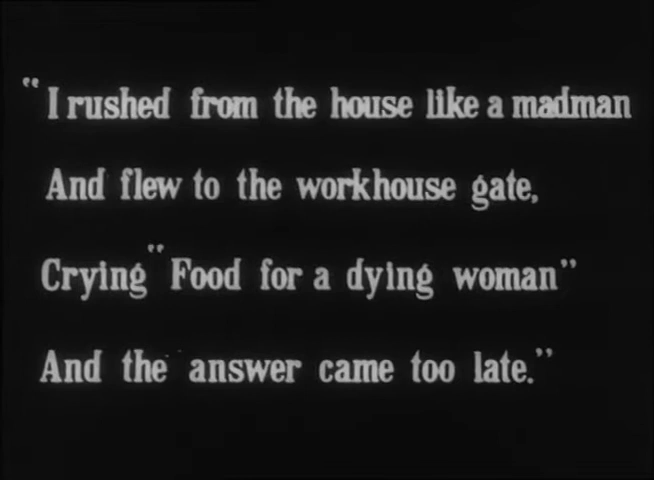 “I rushed from the house like a madman
And flew to the workhouse gate,
Crying “Food for a dying woman”
And the answer came too late.”